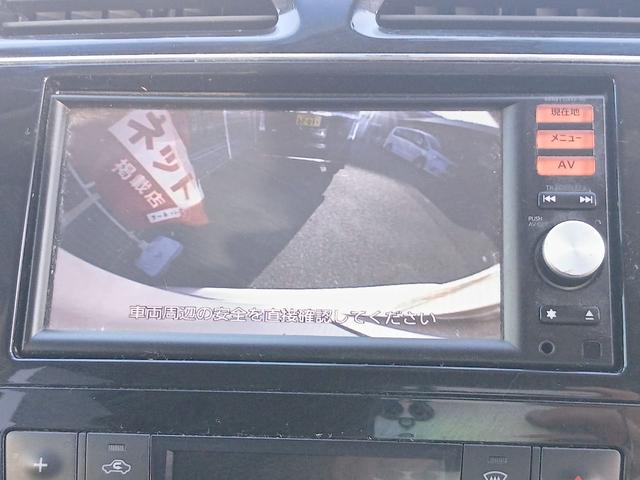 ネット
掲載店
車両周辺の安全を直接確認してください
現在地
メニュー
AV
PUSH